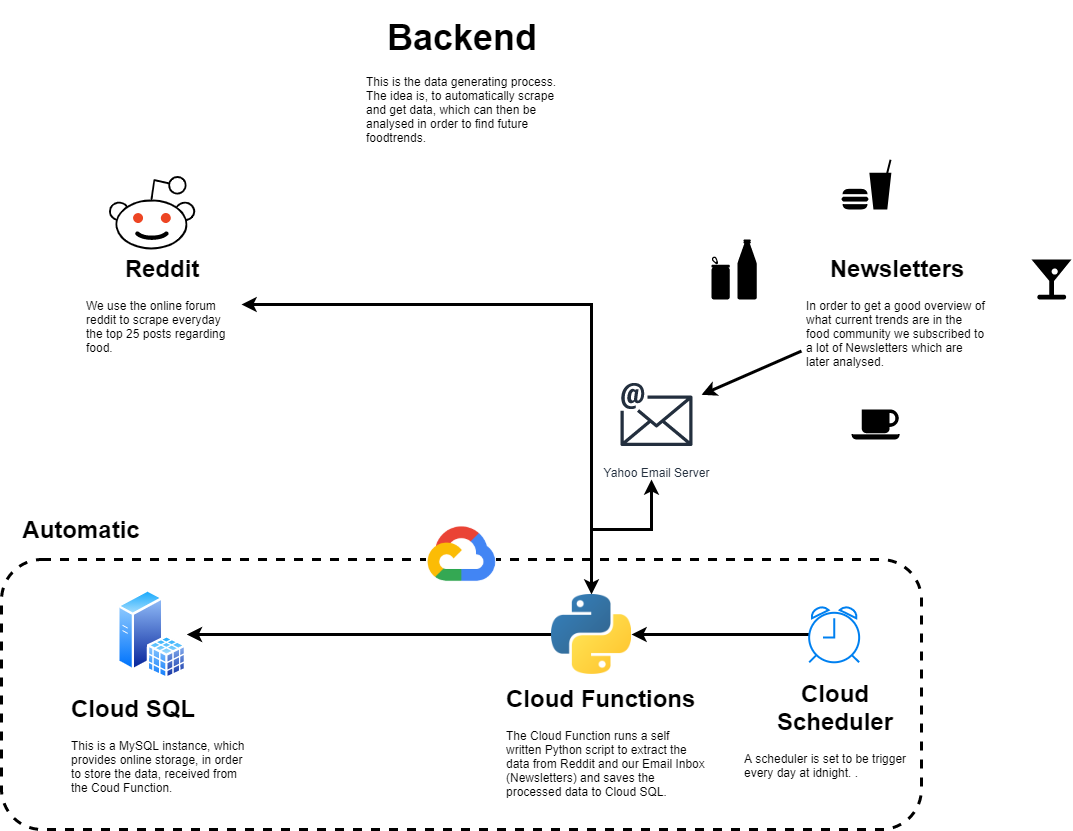 Backend
This is the data generating process.
The idea is, to automatically scrape
and get data, which can then be
analysed in order to find future
foodtrends.
Reddit
We use the online forum
reddit to scrape everyday
the top 25 posts regarding
food.
Newsletters
In order to get a good overview of
what current trends are in the
food community we subscribed to
a lot of Newsletters which are
later analysed.
@
Yahoo Email Server
Automatic
Cloud SQL
This is a MySQL instance, which
provides online storage, in order
to store the data, received from
the Coud Function.
Cloud Functions
The Cloud Function runs a self
written Python script to extract the
data from Reddit and our Email Inbox
(Newsletters) and saves the
processed data to Cloud SQL.
Cloud
Scheduler
A scheduler is set to be trigger
every day at idnight. .